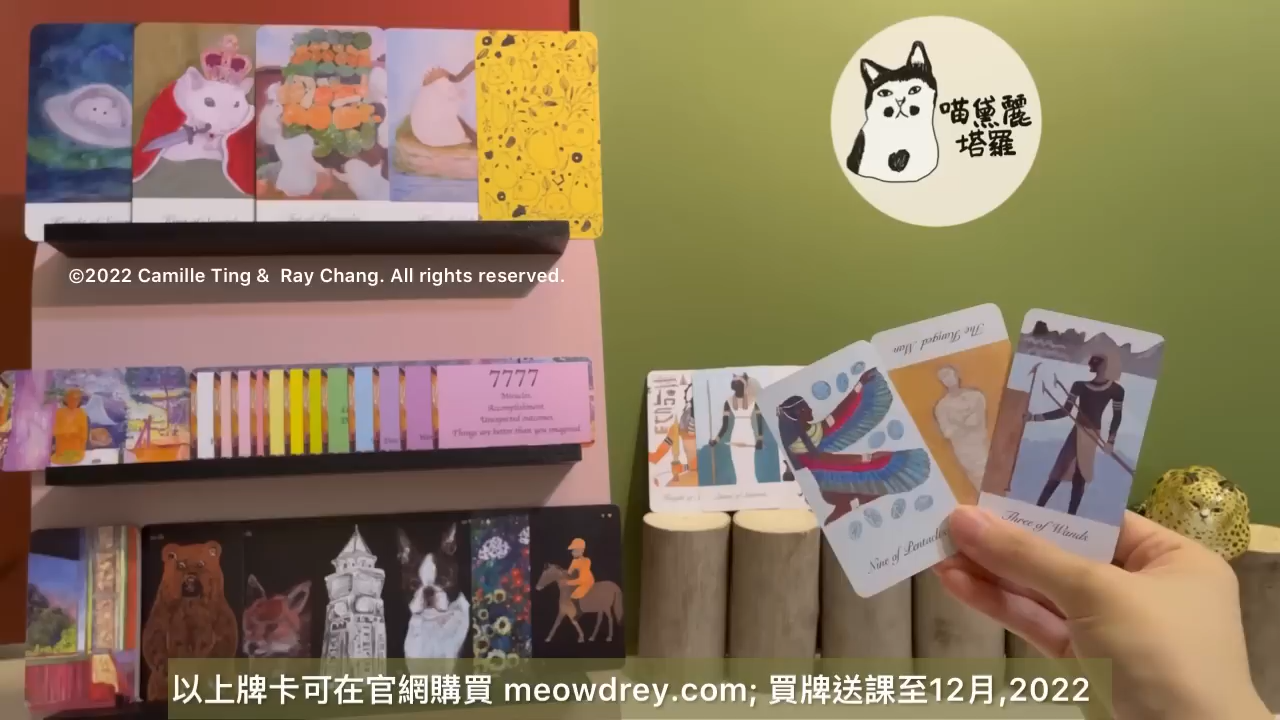 喵黛麗
塔羅
©2022 Camille Ting & Ray Chang. All rights reserved.
7777
Miracles.
Accomplishment.
Unexpected outcomes.
Things are better than you imagined
The Hanged Man
Nine of Pentacles
Three of Wands
以上牌卡可在官網購買 meowdrey.com; 買牌送課至12月,2022